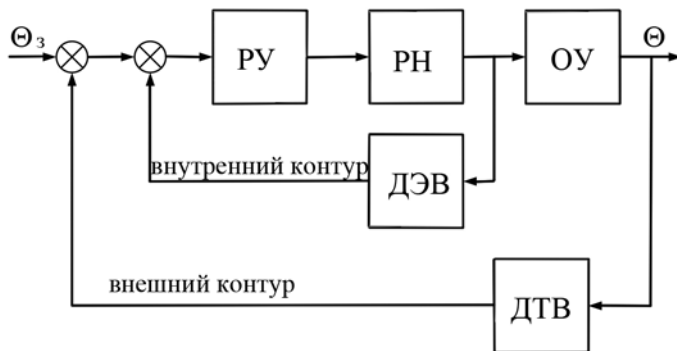 Θз
РУ
РН
ОУ
Θ
внутренний контур
ДЭВ
внешний контур
ДТВ